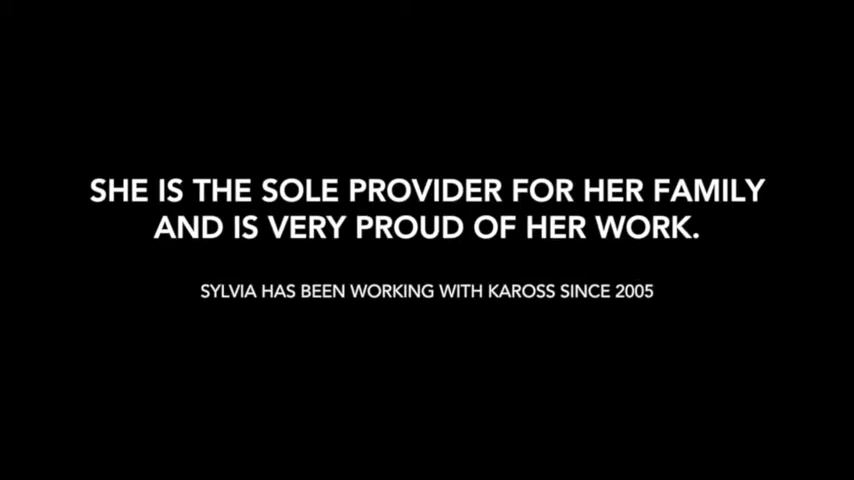 SHE IS THE SOLE PROVIDER FOR HER FAMILY
AND IS VERY PROUD OF HER WORK.
SYLVIA HAS BEEN WORKING WITH KAROSS SINCE 2005